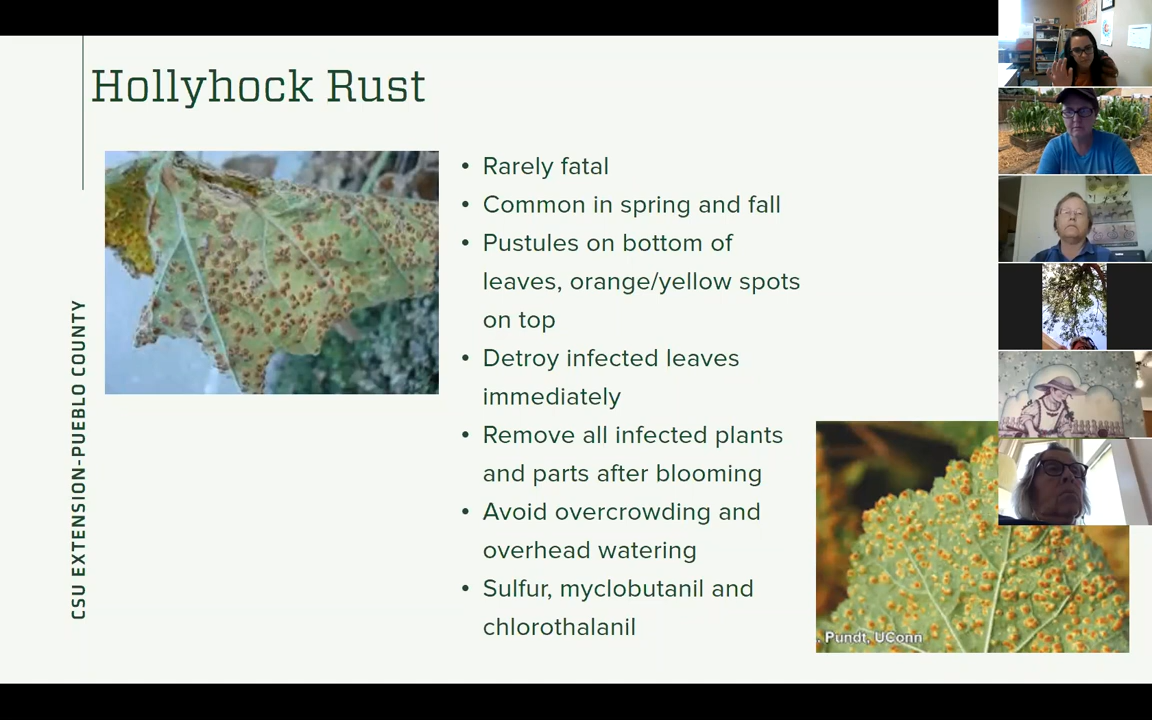 Hollyhock Rust
• Rarely fatal
• Common in spring and fall
• Pustules on bottom of
leaves, orange/yellow spots
on top
• Detroy infected leaves
immediately
• Remove all infected plants
and parts after blooming
• Avoid overcrowding and
overhead watering
• Sulfur, myclobutanil and
chlorothalanil
CSU EXTENSION-PUEBLO COUNTY
. Pundt, UConn